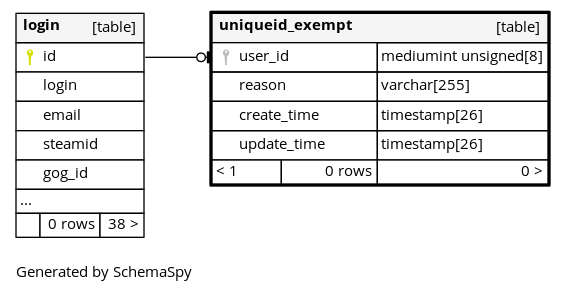 login [table]
id
login
email
steamid
gog_id
...
0 rows 38 >
uniqueid_exempt [table]
user_id mediumint unsigned[8]
reason varchar[255]
create_time timestamp[26]
update_time timestamp[26]
< 1 0 rows 0 >
Generated by SchemaSpy